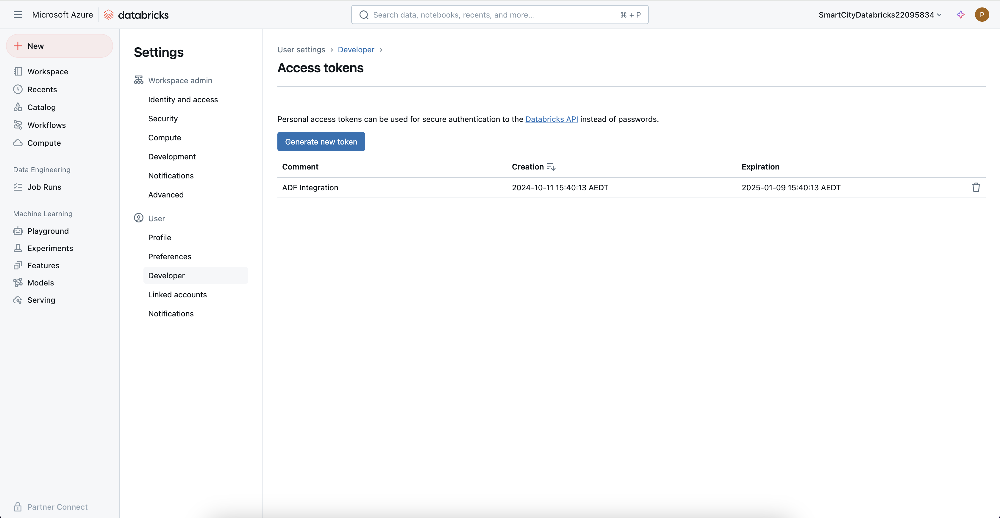 Microsoft Azure
databricks
Search data, notebooks, recents, and more...
⌘ + P
SmartCityDatabricks22095834
P
New
Workspace
Recents
Catalog
Workflows
Compute
Data Engineering
Job Runs
Machine Learning
Playground
Experiments
Features
Models
Serving
Partner Connect
Settings
Workspace admin
Identity and access
Security
Compute
Development
Notifications
Advanced
User
Profile
Preferences
Developer
Linked accounts
Notifications
User settings > Developer >
Access tokens
Personal access tokens can be used for secure authentication to the Databricks API instead of passwords.
Generate new token
Comment Creation Expiration
ADF Integration 2024-10-11 15:40:13 AEDT 2025-01-09 15:40:13 AEDT